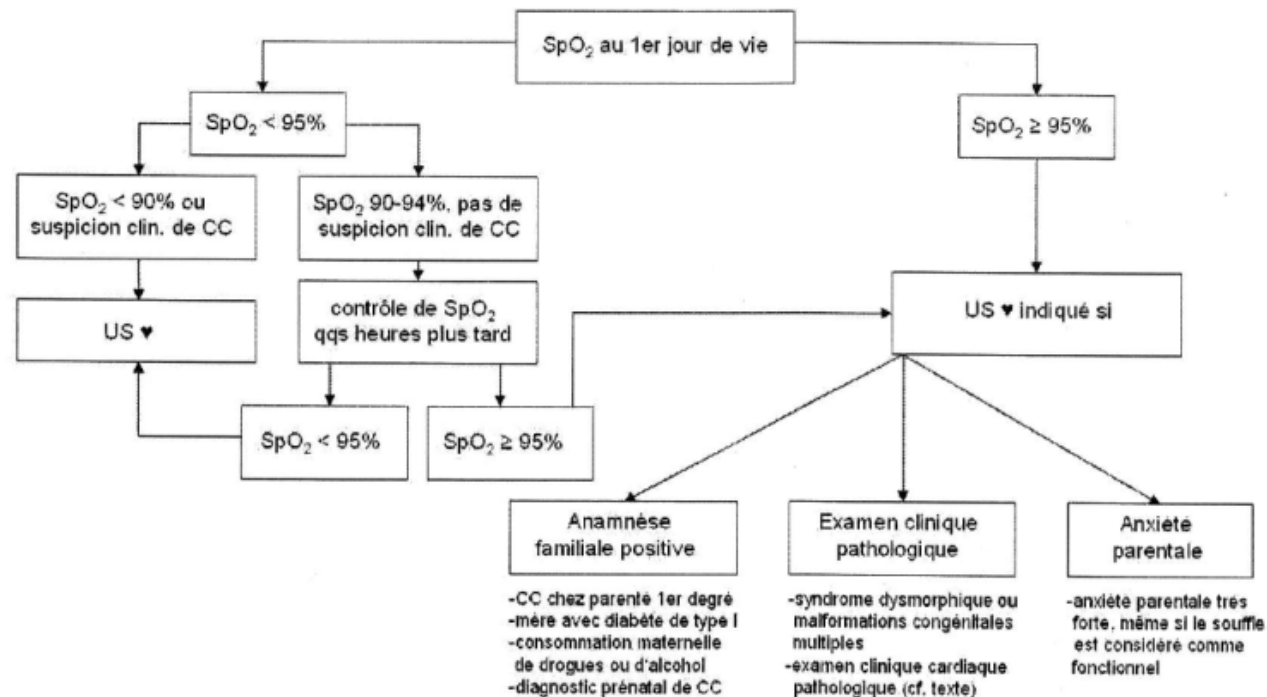 SpO₂ au 1er jour de vie
SpO₂ < 95%
SpO₂ ≥ 95%
SpO₂ < 90% ou
suspicion clin. de CC
SpO₂ 90-94%, pas de
suspicion clin. de CC
US ♥
contrôle de SpO₂
qqs heures plus tard
US ♥ indiqué si
SpO₂ < 95%
SpO₂ ≥ 95%
Anamnèse
familiale positive
Examen clinique
pathologique
Anxiété
parentale
-CC chez parenté 1er degré
-mère avec diabète de type I
-consommation maternelle
de drogues ou d'alcohol
-diagnostic prénatal de CC
-syndrome dysmorphique ou
malformations congénitales
multiples
-examen clinique cardiaque
pathologique (cf. texte)
-anxiété parentale très
forte, même si le souffle
est considéré comme
fonctionnel